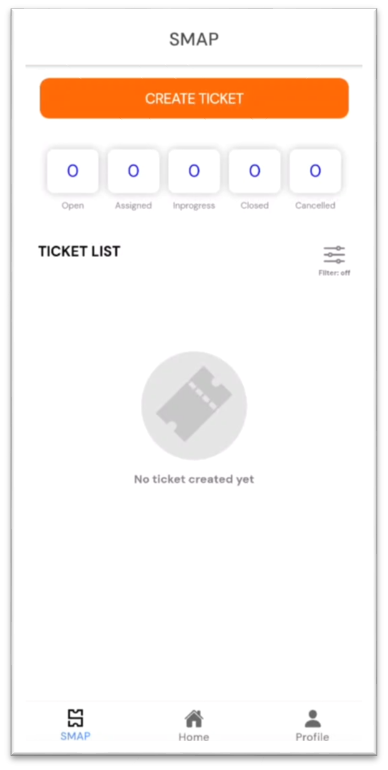 SMAP
CREATE TICKET
0 0 0 0 0
Open Assigned Inprogress Closed Cancelled
TICKET LIST
Filter: off
No ticket created yet
SMAP Home Profile